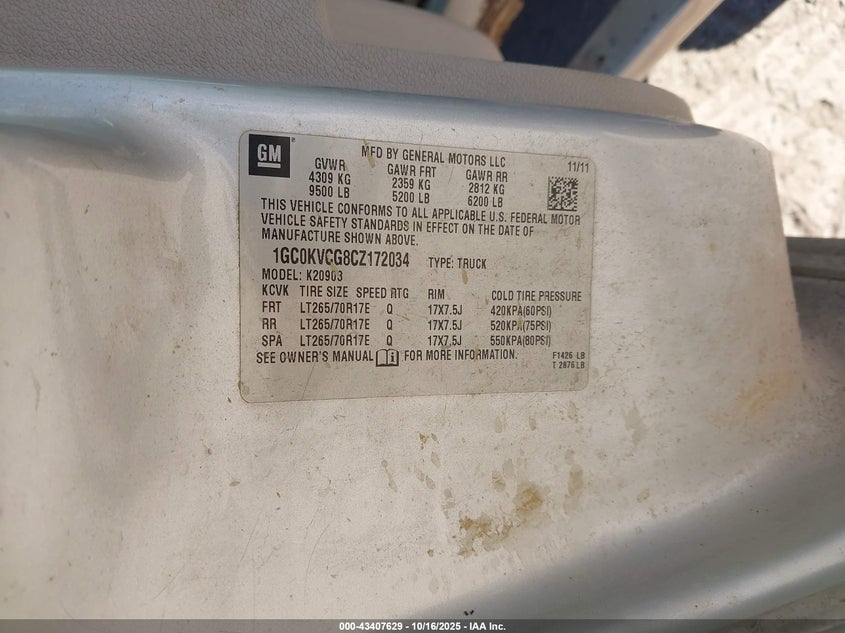 GM
MFD BY GENERAL MOTORS LLC 11/11
GVWR GAWR FRT GAWR RR
4309 KG 2359 KG 2812 KG
9500 LB 5200 LB 6200 LB
THIS VEHICLE CONFORMS TO ALL APPLICABLE U.S. FEDERAL MOTOR
VEHICLE SAFETY STANDARDS IN EFFECT ON THE DATE OF
MANUFACTURE SHOWN ABOVE.
1GC0KVCG8CZ172034 TYPE: TRUCK
MODEL: K20903
KCVK TIRE SIZE SPEED RTG RIM COLD TIRE PRESSURE
FRT LT265/70R17E Q 17X7.5J 420KPA(60PSI)
RR LT265/70R17E Q 17X7.5J 520KPA(75PSI)
SPA LT265/70R17E Q 17X7.5J 550KPA(80PSI)
SEE OWNER'S MANUAL FOR MORE INFORMATION.
F1426 LB
T 2876 LB
000-43407629 - 10/16/2025 - IAA Inc.